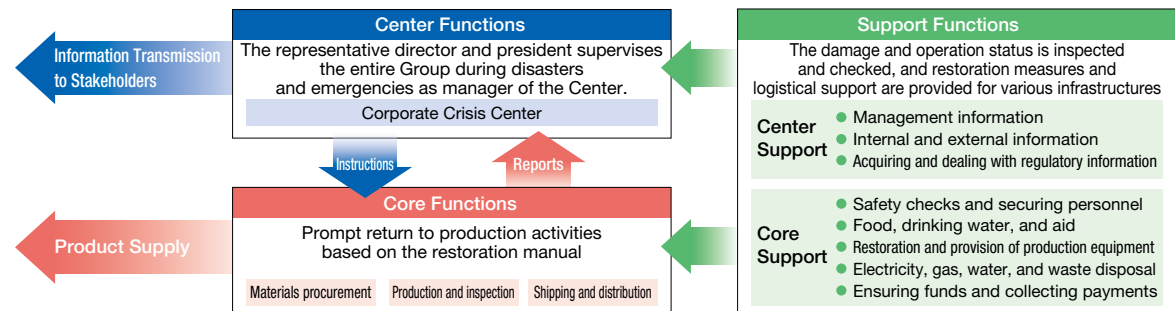 Information Transmission
to Stakeholders
Center Functions
The representative director and president supervises
the entire Group during disasters
and emergencies as manager of the Center.
Corporate Crisis Center
Instructions
Reports
Product Supply
Core Functions
Prompt return to production activities
based on the restoration manual
Materials procurement
Production and inspection
Shipping and distribution
Support Functions
The damage and operation status is inspected
and checked, and restoration measures and
logistical support are provided for various infrastructures
Center
Support
● Management information
● Internal and external information
● Acquiring and dealing with regulatory information
Core
Support
● Safety checks and securing personnel
● Food, drinking water, and aid
● Restoration and provision of production equipment
● Electricity, gas, water, and waste disposal
● Ensuring funds and collecting payments